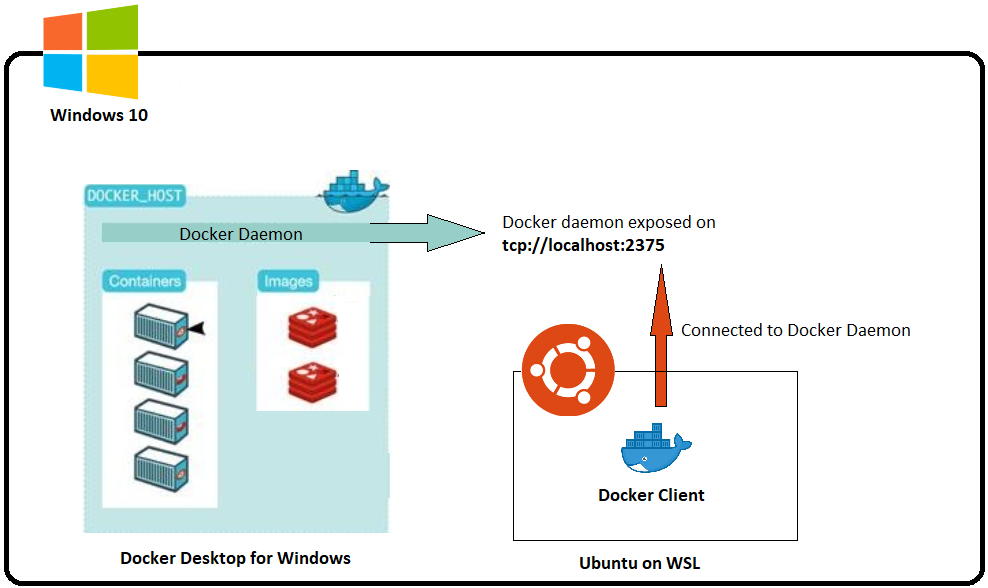 Windows 10
DOCKER_HOST
Docker Daemon
Docker daemon exposed on
tcp://localhost:2375
Containers
Images
Connected to Docker Daemon
Docker Client
Docker Desktop for Windows
Ubuntu on WSL